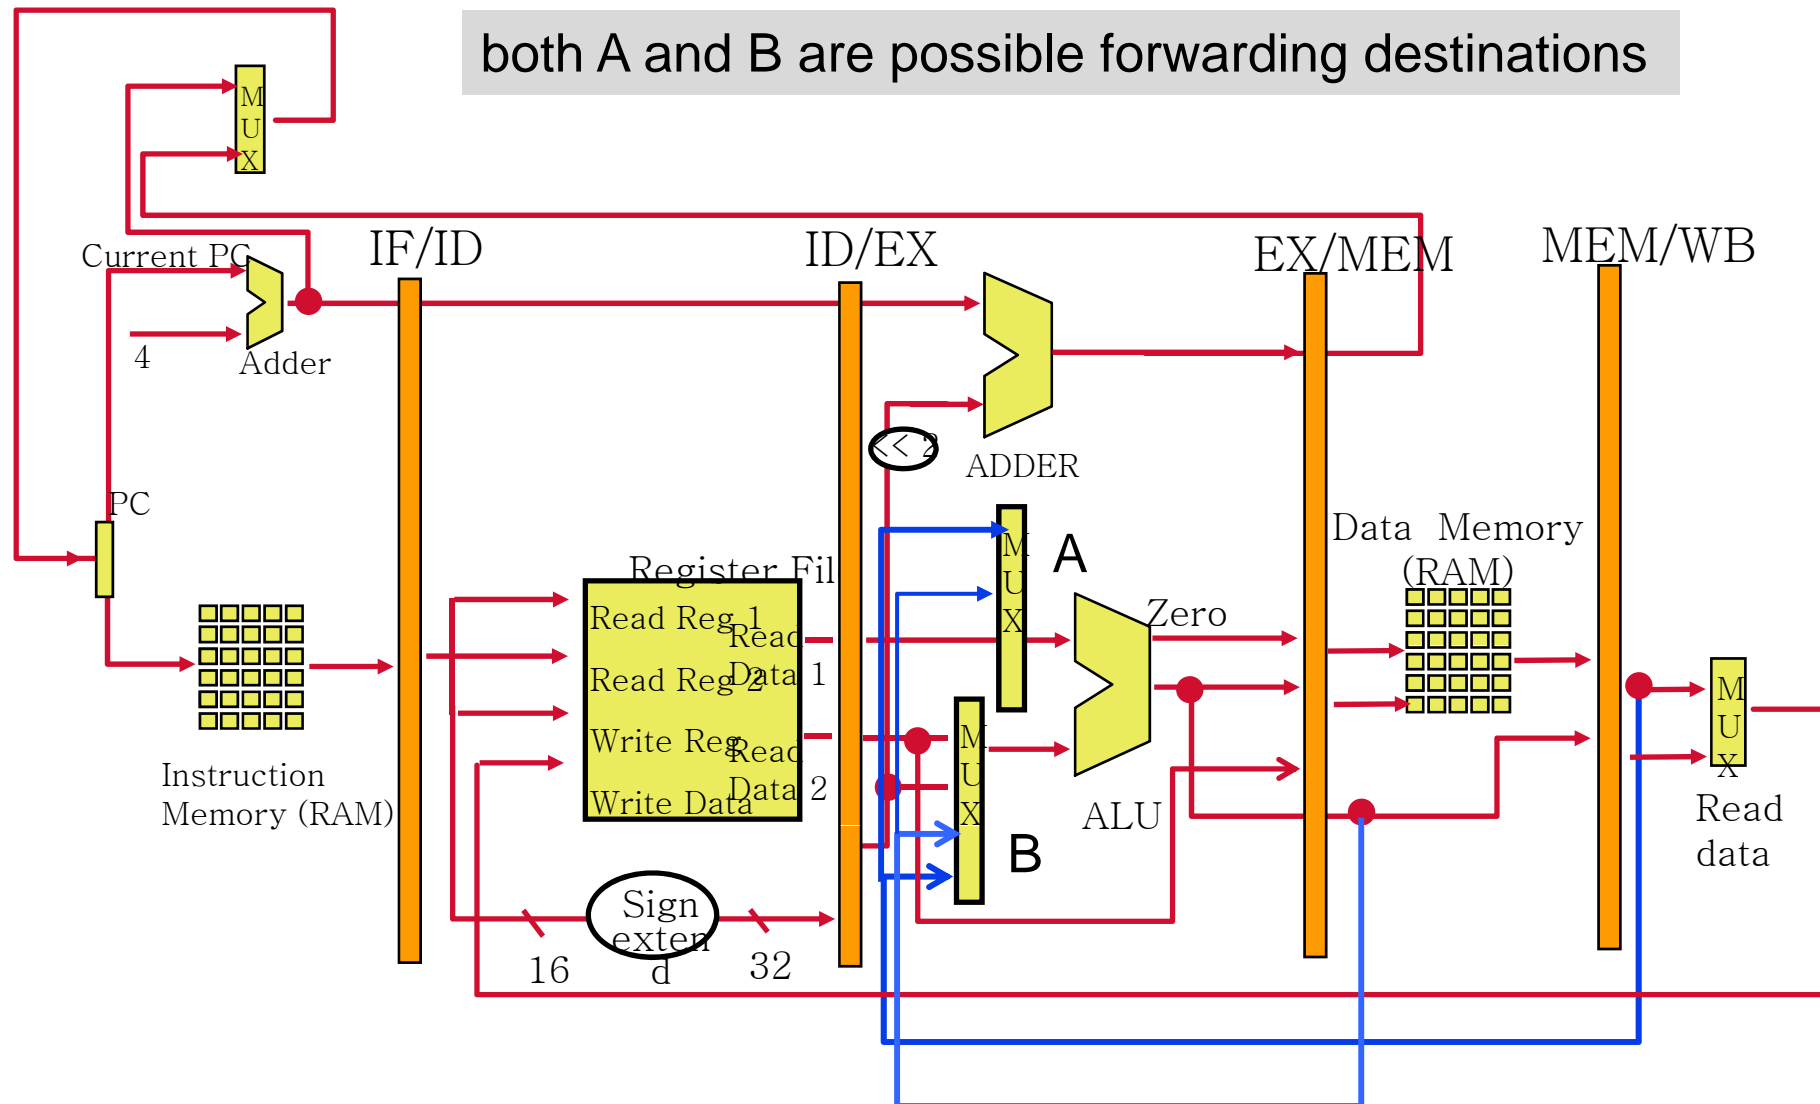 both A and B are possible forwarding destinations
M
U
X
Current PC
IF/ID
ID/EX
EX/MEM
MEM/WB
4
Adder
<< 2
ADDER
PC
M
U
X
A
Data Memory
(RAM)
Register Fil
Read Reg 1
Read
Data 1
Read Reg 2
Write Reg
Read
Data 2
Write Data
Zero
M
U
X
B
ALU
M
U
X
Read
data
Instruction
Memory (RAM)
Sign
exten
d
16
32